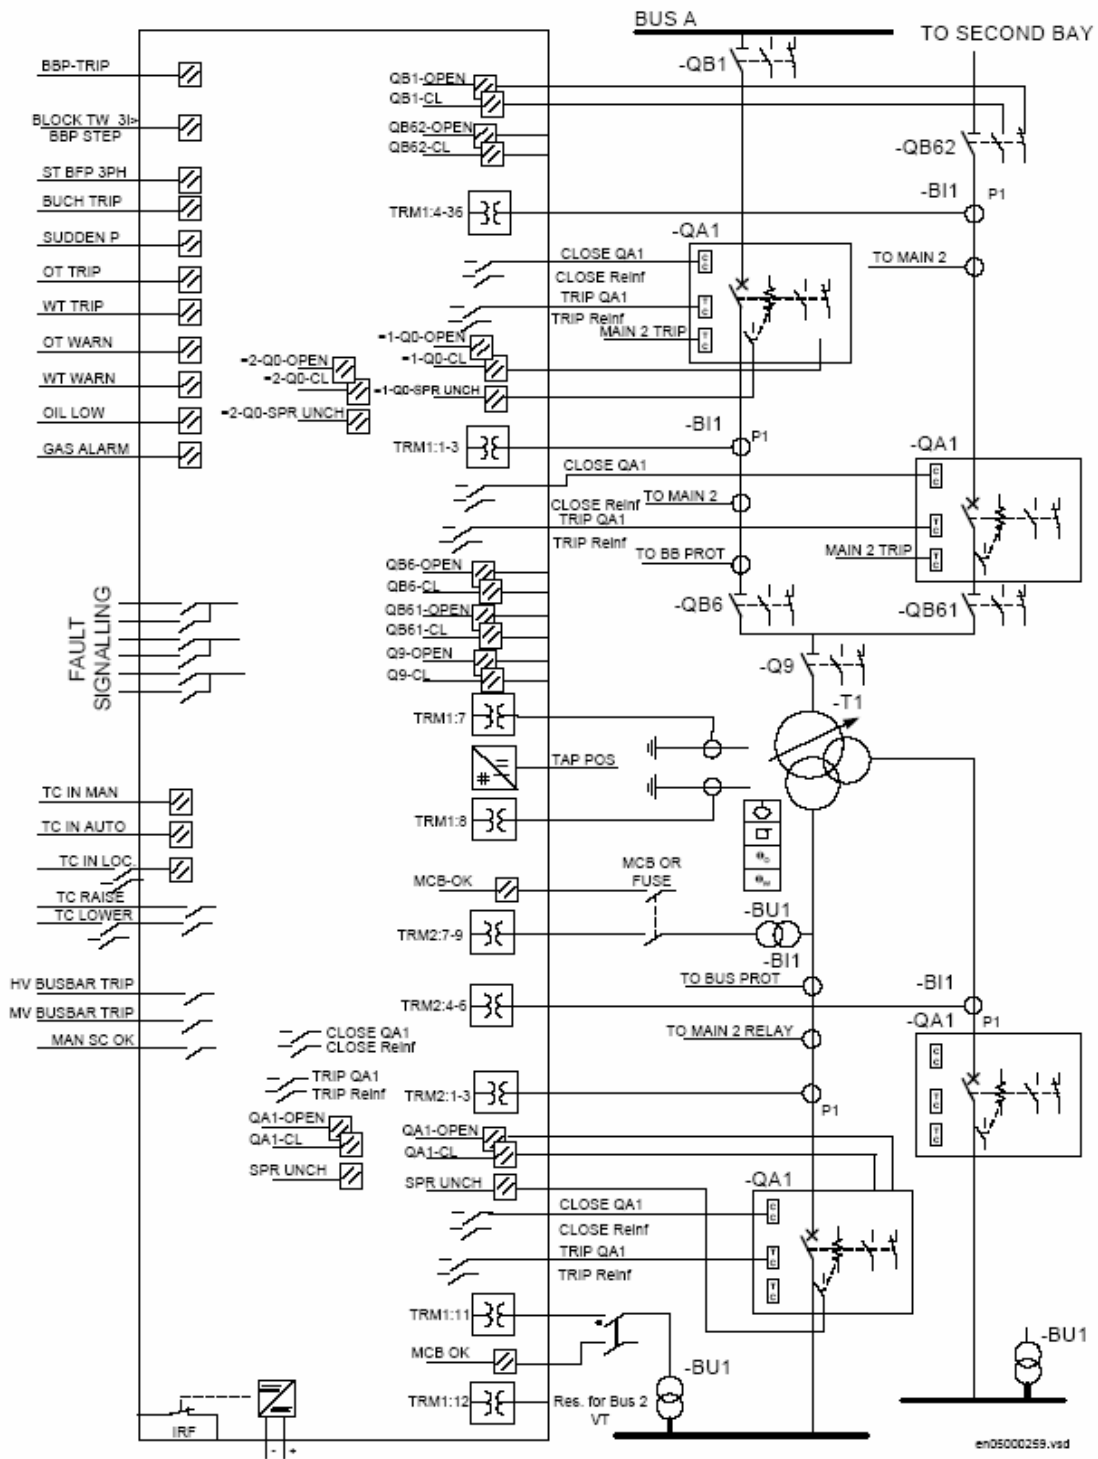 BUS A
TO SECOND BAY
BBP-TRIP
QB1-OPEN
-QB1
QB1-CL
BLOCK TW 3I>
BBP STEP
QB62-OPEN
QB62-CL
-QB62
ST BFP 3PH
BUCH TRIP
TRM1:4-36
-BI1
P1
SUDDEN P
-QA1
CLOSE QA1
CLOSE Reinf
TO MAIN 2
OT TRIP
WT TRIP
TRIP QA1
TRIP Reinf
MAIN 2 TRIP
C C
T C
T C
OT WARN
=1-Q0-OPEN
=1-Q0-CL
=2-Q0-OPEN
=2-Q0-CL
WT WARN
=1-Q0-SPR UNCH
OIL LOW
=2-Q0-SPR UNCH
GAS ALARM
TRM1:1-3
-BI1
P1
-QA1
CLOSE QA1
CLOSE Reinf
TO MAIN 2
TRIP QA1
TRIP Reinf
TO BB PROT
MAIN 2 TRIP
C C
T C
T C
QB6-OPEN
QB6-CL
QB61-OPEN
QB61-CL
-QB6
-QB61
FAULT
SIGNALLING
Q9-OPEN
Q9-CL
-Q9
-T1
TRM1:7
TAP POS
#
TC IN MAN
TRM1:8
TC IN AUTO
TC IN LOC.
MCB OR
FUSE
MCB-OK
TC RAISE
TC LOWER
TRM2:7-9
-BU1
-BI1
HV BUSBAR TRIP
TO BUS PROT
-BI1
P1
MV BUSBAR TRIP
TRM2:4-6
-QA1
MAN SC OK
CLOSE QA1
CLOSE Reinf
TO MAIN 2 RELAY
C C
T C
T C
TRIP QA1
TRIP Reinf
TRM2:1-3
P1
QA1-OPEN
QA1-CL
QA1-OPEN
QA1-CL
SPR UNCH
SPR UNCH
-QA1
CLOSE QA1
CLOSE Reinf
TRIP QA1
TRIP Reinf
C C
T C
T C
TRM1:11
MCB OK
-BU1
-BU1
TRM1:12
Res. for Bus 2
VT
IRF
- +
en05000259.vsd